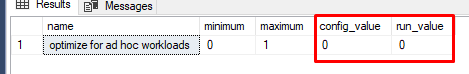 Results Messages
name minimum maximum config_value run_value
1 optimize for ad hoc workloads 0 1 0 0